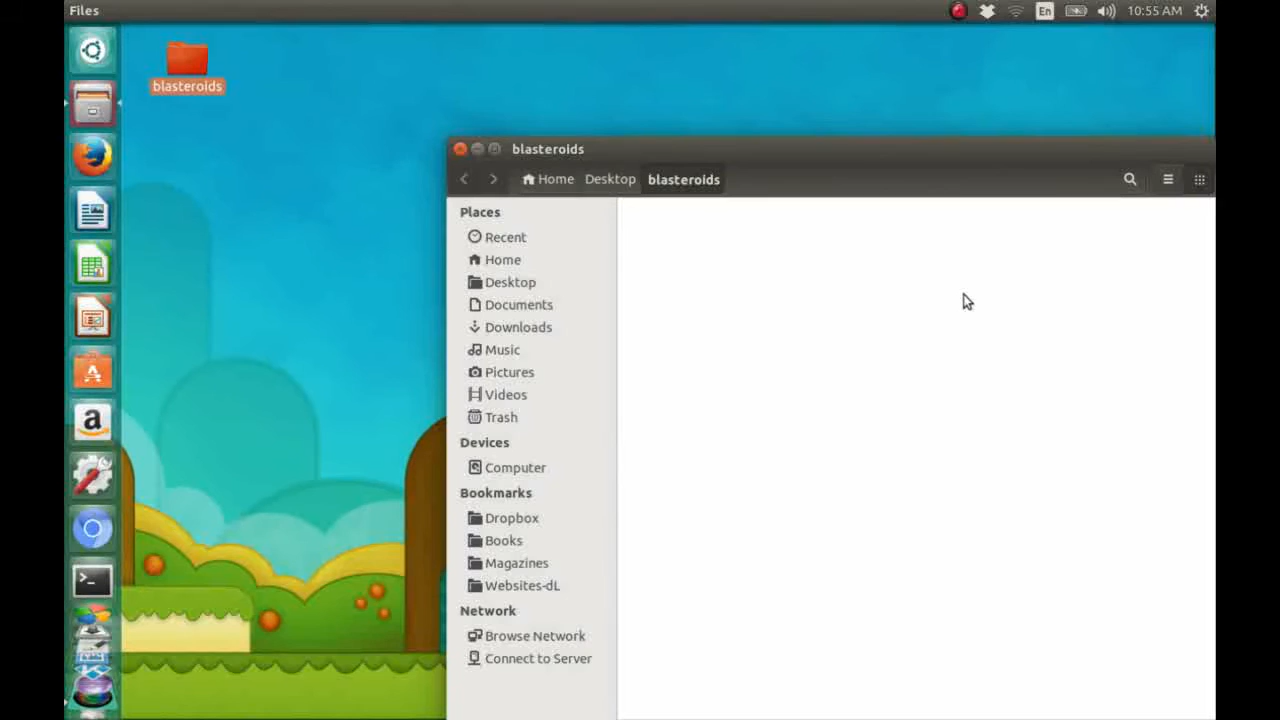 Files
En
10:55 AM
blasteroids
blasteroids
Home Desktop blasteroids
Places
Recent
Home
Desktop
Documents
Downloads
Music
Pictures
Videos
Trash
Devices
Computer
Bookmarks
Dropbox
Books
Magazines
Websites-dL
Network
Browse Network
Connect to Server
a
>_